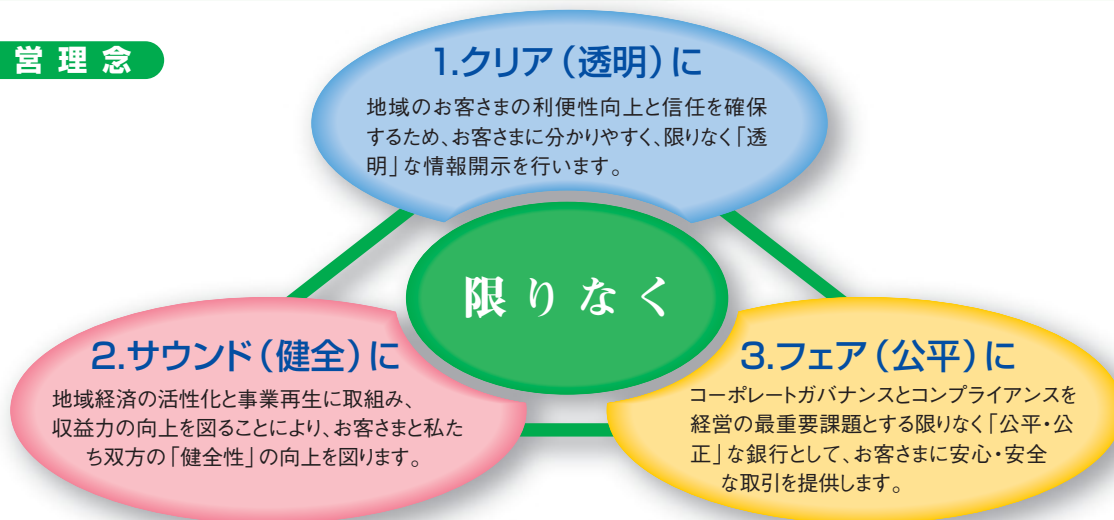 営理念
1.クリア(透明)に
地域のお客さまの利便性向上と信任を確保
するため、お客さまに分かりやすく、限りなく「透
明」な情報開示を行います。
限りなく
2.サウンド(健全)に
地域経済の活性化と事業再生に取組み、
収益力の向上を図ることにより、お客さまと私た
ち双方の「健全性」の向上を図ります。
3.フェア(公平)に
コーポレートガバナンスとコンプライアンスを
経営の最重要課題とする限りなく「公平・公
正」な銀行として、お客さまに安心・安全
な取引を提供します。